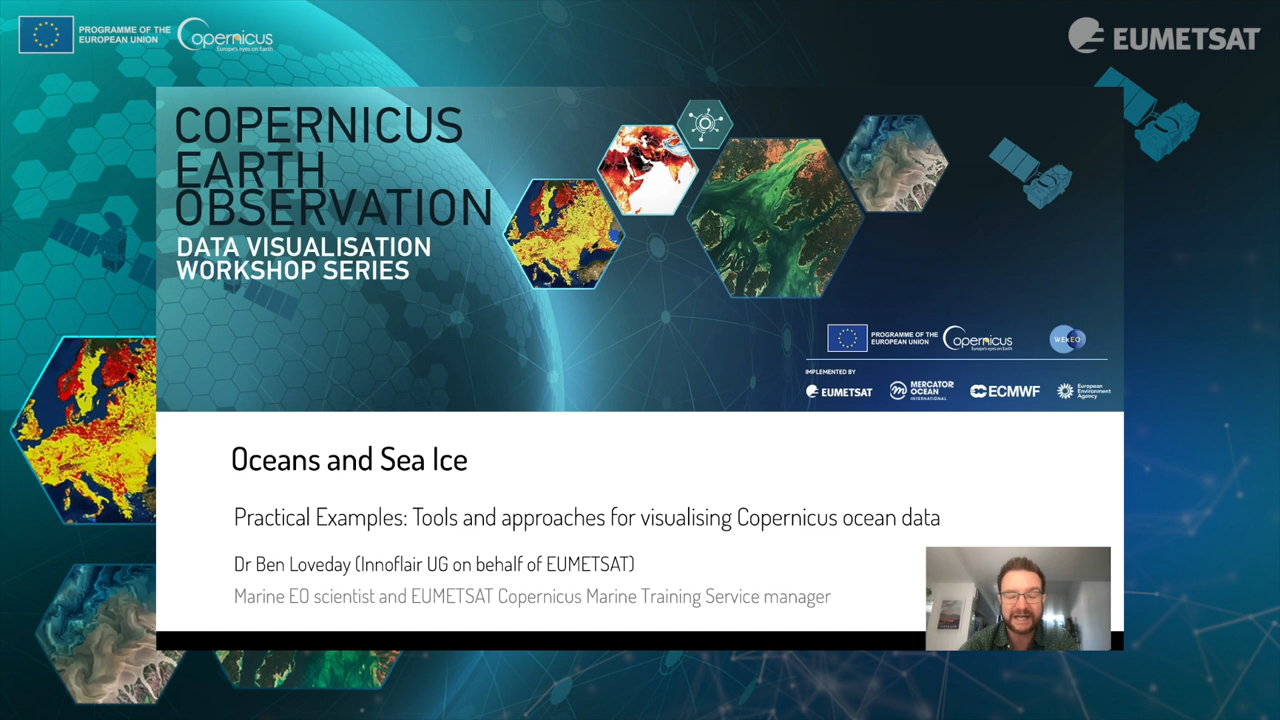 PROGRAMME OF THE
EUROPEAN UNION
Copernicus
Europe's eyes on Earth
EUMETSAT
COPERNICUS
EARTH
OBSERVATION
DATA VISUALISATION
WORKSHOP SERIES
PROGRAMME OF THE
EUROPEAN UNION
Copernicus
Europe's eyes on Earth
WEkEO
IMPLEMENTED BY
EUMETSAT
MERCATOR
OCEAN
INTERNATIONAL
ECMWF
European
Environment
Agency
Oceans and Sea Ice
Practical Examples: Tools and approaches for visualising Copernicus ocean data
Dr Ben Loveday (Innoflair UG on behalf of EUMETSAT)
Marine EO scientist and EUMETSAT Copernicus Marine Training Service manager